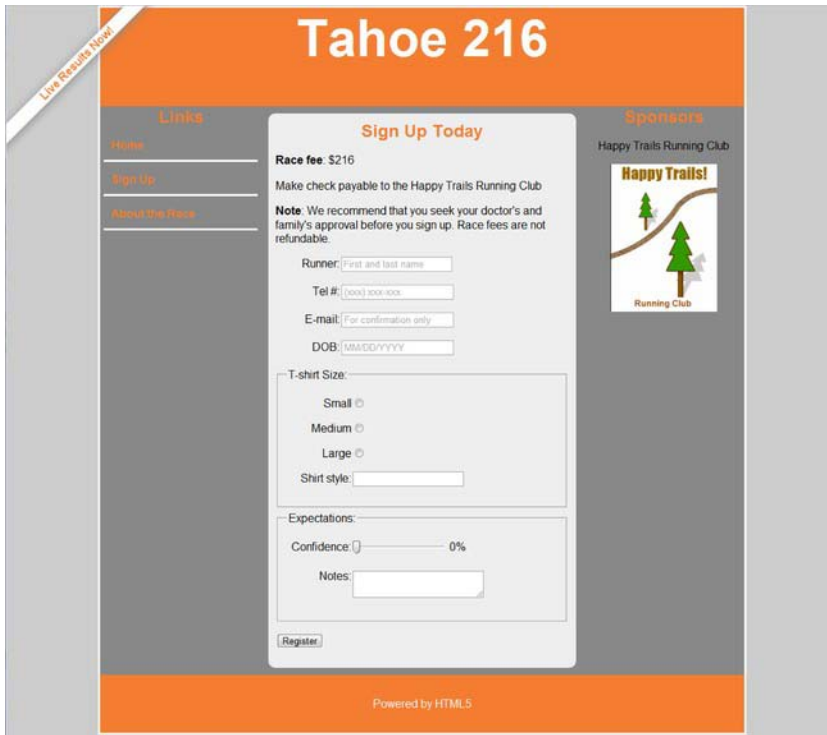 Live Results Now!
Tahoe 216
Links
Home
Sign Up
About the Race
Sign Up Today
Race fee: $216
Make check payable to the Happy Trails Running Club
Note: We recommend that you seek your doctor's and
family's approval before you sign up. Race fees are not
refundable.
Runner: First and last name
Tel #: (xxx) xxx-xxx
E-mail: For confirmation only
DOB: MM/DD/YYYY
T-shirt Size:
Small
Medium
Large
Shirt style:
Expectations:
Confidence: 0%
Notes:
Register
Sponsors
Happy Trails Running Club
Happy Trails!
Running Club
Powered by HTML5